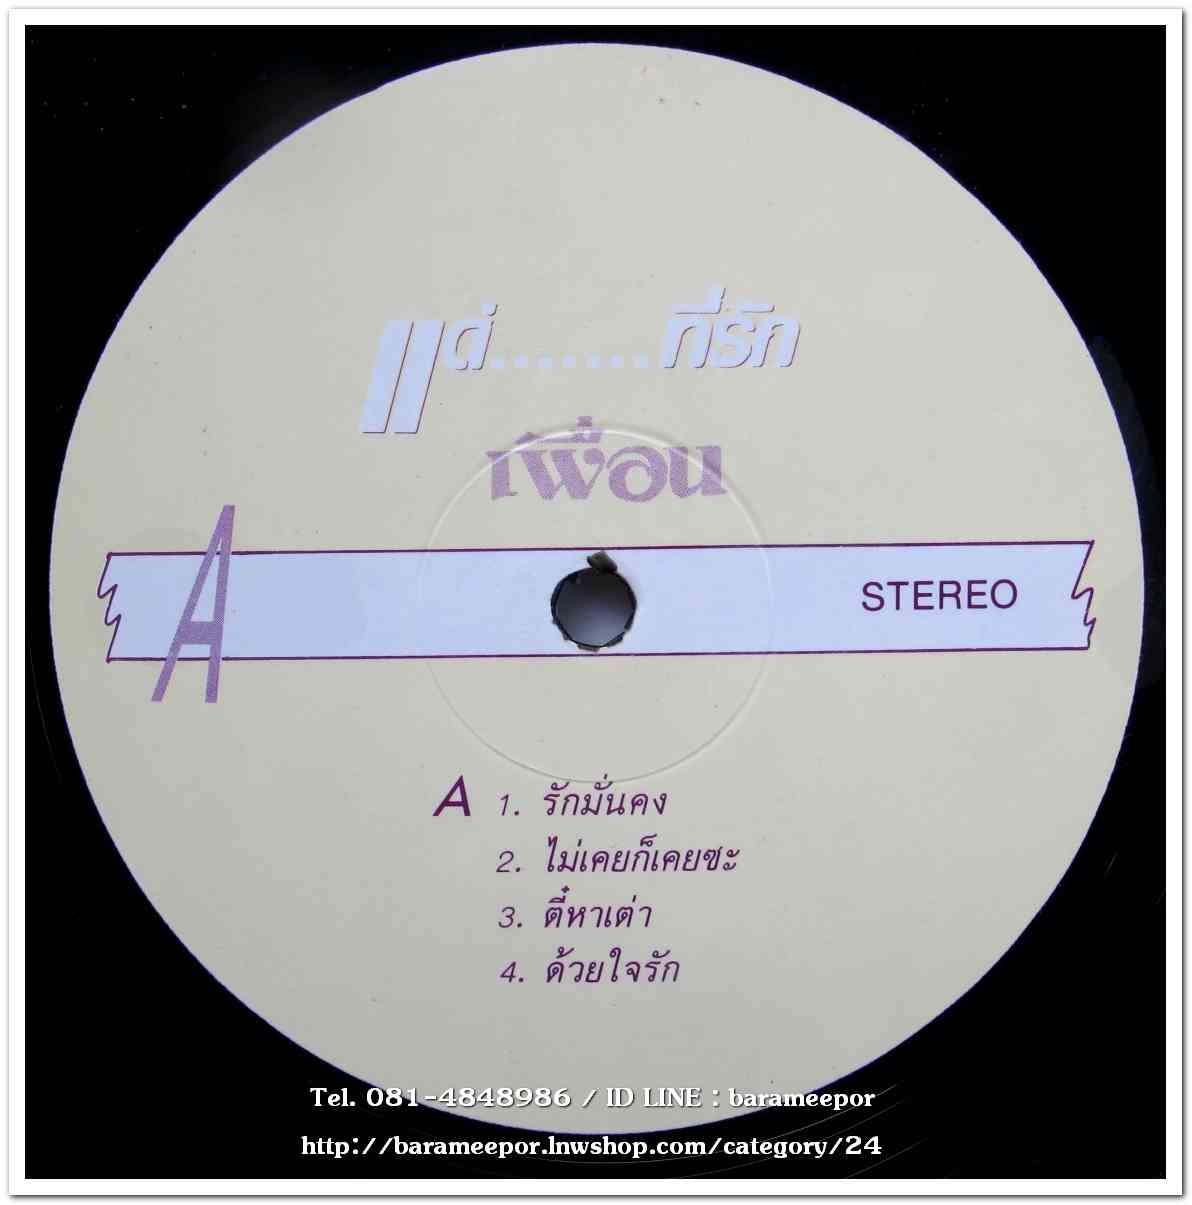 แด่.......ที่รัก
เพื่อน
A
STEREO
A 1. รักมั่นคง
2. ไม่เคยก็เคยซะ
3. ตี๋หาเต่า
4. ด้วยใจรัก
Tel. 081-4848986 / ID LINE : barameepor
http://barameepor.lnwshop.com/category/24